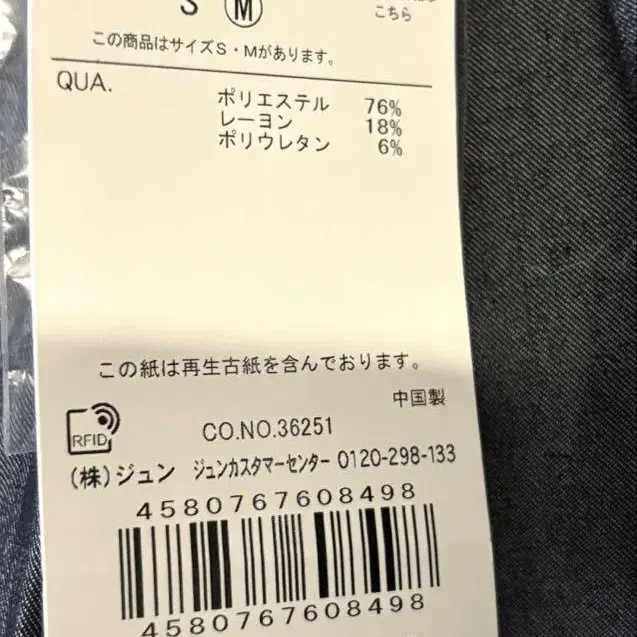 S Ⓜ
こちら
この商品はサイズS・Mがあります。
QUA.
ポリエステル 76%
レーヨン 18%
ポリウレタン 6%
この紙は再生古紙を含んでおります。
中国製
RFID
CO.NO.36251
(株)ジュン ジュンカスタマーセンター 0120-298-133
4580767608498
4580767608498